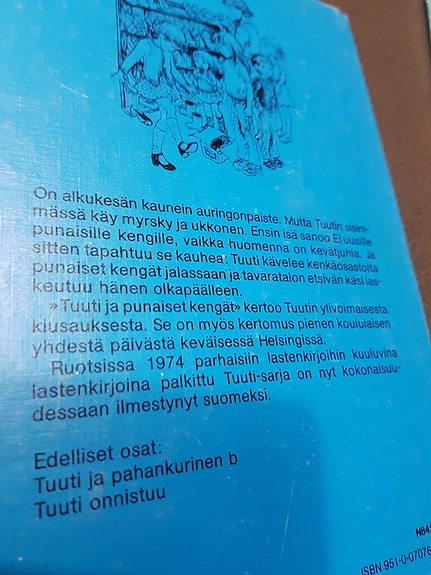 On alkukesän kaunein auringonpaiste. Mutta Tuutin sisim-
mässä käy myrsky ja ukkonen. Ensin isä sanoo EI uusille
punaisille kengille, vaikka huomenna on kevätjuhla. Ja
sitten tapahtuu se kauhea: Tuuti kävelee kenkäosastolta
punaiset kengät jalassaan ja tavaratalon etsivän käsi las-
keutuu hänen olkapäälleen.
»Tuuti ja punaiset kengät» kertoo Tuutin ylivoimaisesta
kiusauksesta. Se on myös kertomus pienen koululaisen
yhdestä päivästä keväisessä Helsingissä.
Ruotsissa 1974 parhaisiin lastenkirjoihin kuuluvina
lastenkirjoina palkittu Tuuti-sarja on nyt kokonaisuu-
dessaan ilmestynyt suomeksi.
Edelliset osat:
Tuuti ja pahankurinen b
Tuuti onnistuu
N84
ISBN 951-0-0707